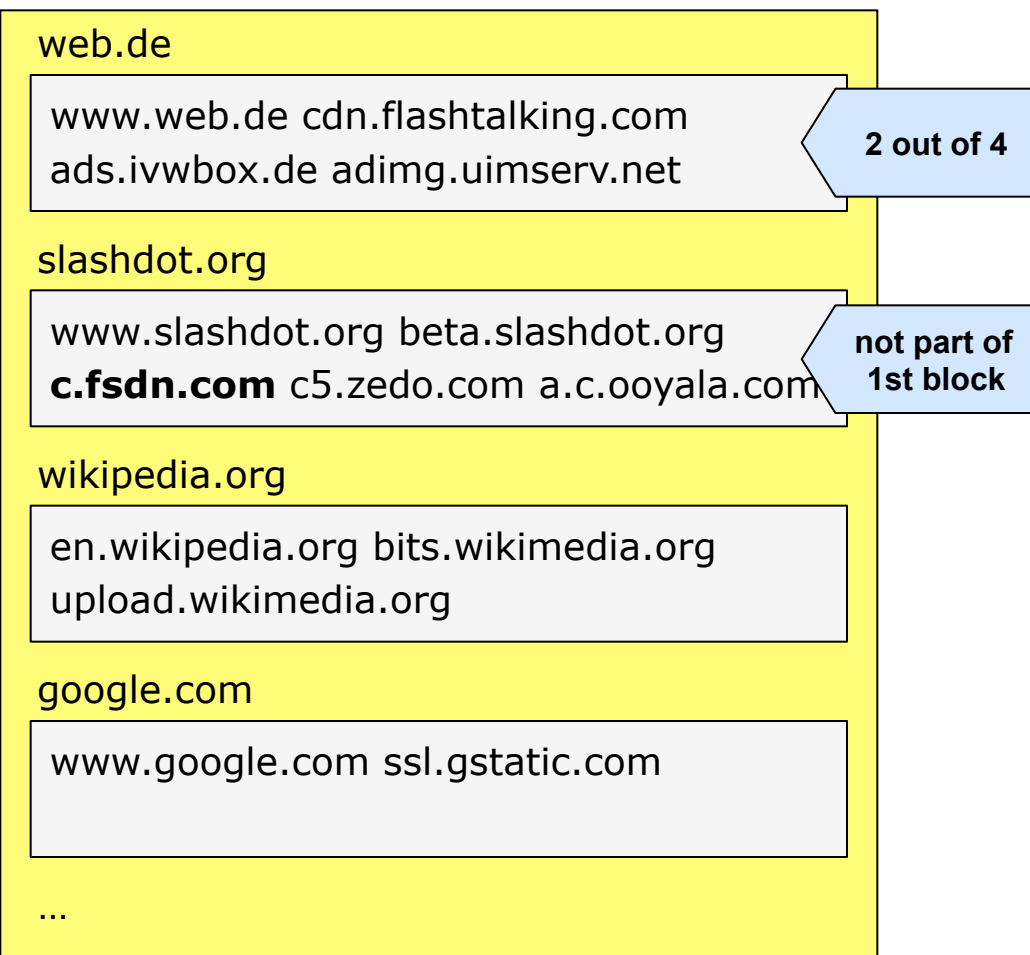 web.de
www.web.de cdn.flashtalking.com
ads.ivwbox.de adimg.uimserv.net
2 out of 4
slashdot.org
www.slashdot.org beta.slashdot.org
c.fsdn.com c5.zedo.com a.c.ooyala.com
not part of
1st block
wikipedia.org
en.wikipedia.org bits.wikimedia.org
upload.wikimedia.org
google.com
www.google.com ssl.gstatic.com
...